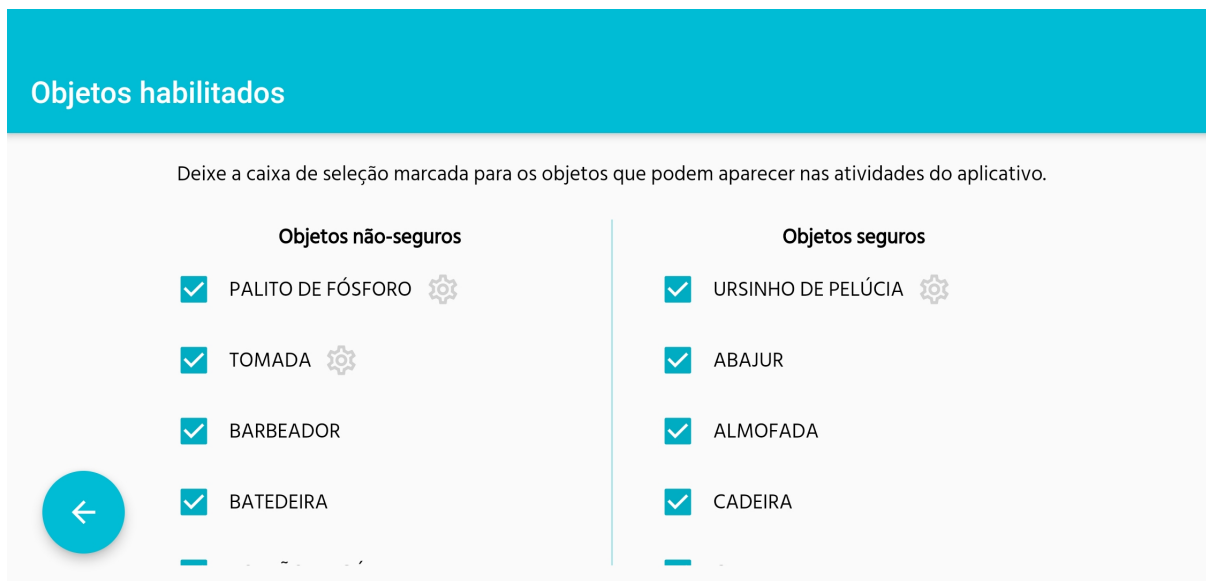 Objetos habilitados
Deixe a caixa de seleção marcada para os objetos que podem aparecer nas atividades do aplicativo.
Objetos não-seguros
PALITO DE FÓSFORO
TOMADA
BARBEADOR
BATEDEIRA
Objetos seguros
URSINHO DE PELÚCIA
ABAJUR
ALMOFADA
CADEIRA